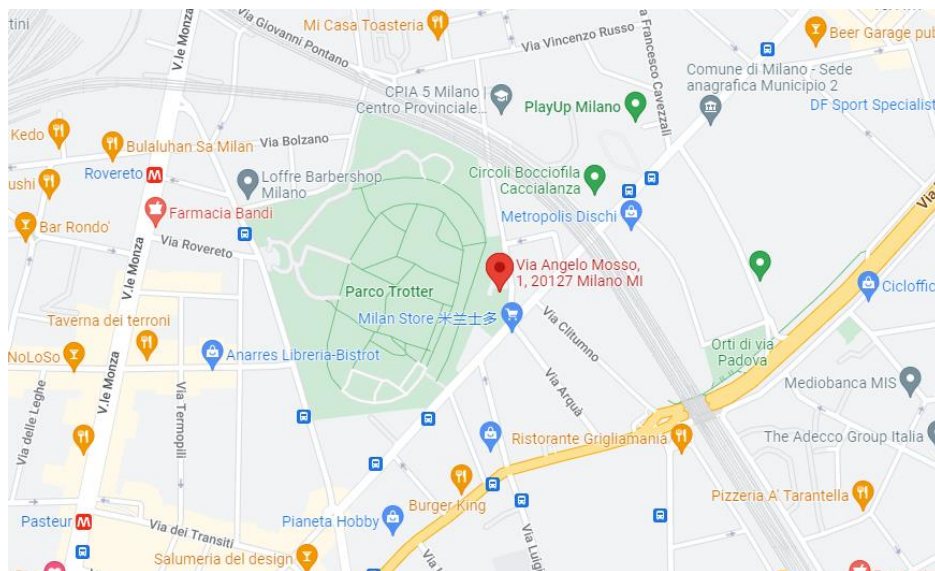 tini
Via Giovanni Pontano
V.le Monza
Mi Casa Toasteria
Via Vincenzo Russo
Via Francesco Cavezzali
Beer Garage pub
Comune di Milano - Sede
anagrafica Municipio 2
CPIA 5 Milano |
Centro Provinciale...
PlayUp Milano
DF Sport Specialist
Kedo
Bulaluhan Sa Milan
Via Bolzano
Rovereto
M
Loffre Barbershop
Milano
Circoli Bocciofila
Caccialanza
ushi
Farmacia Bandi
Metropolis Dischi
Bar Rondo'
Via Rovereto
V.le Monza
Via Angelo Mosso,
1, 20127 Milano MI
Parco Trotter
Cicloffic
Milan Store 米兰士多
Taverna dei terroni
Via Clitumno
Orti di via
Padova
NoLoSo
Anarres Libreria-Bistrot
Via Arquà
Mediobanca MIS
Via delle Leghe
V.le Monza
Via Termopili
Ristorante Grigliamania
The Adecco Group Italia
Burger King
Pizzeria A' Tarantella
Pasteur
M
Via dei Transiti
Pianeta Hobby
Via Luigi
Salumeria del design